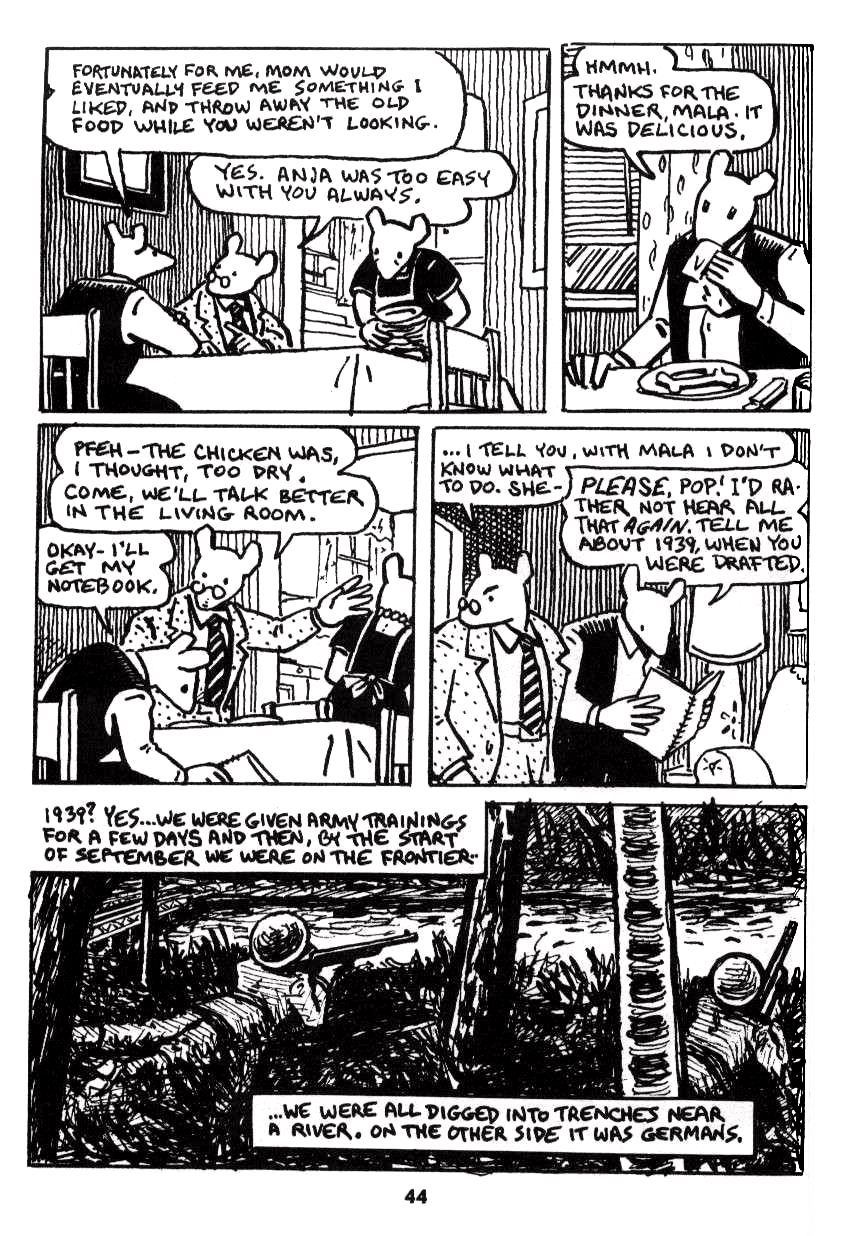 FORTUNATELY FOR ME, MOM WOULD
EVENTUALLY FEED ME SOMETHING I
LIKED, AND THROW AWAY THE OLD
FOOD WHILE YOU WEREN'T LOOKING.
YES. ANJA WAS TOO EASY
WITH YOU ALWAYS.
HMMH.
THANKS FOR THE
DINNER, MALA. IT
WAS DELICIOUS.
PFEH-THE CHICKEN WAS,
I THOUGHT, TOO DRY.
COME, WE'LL TALK BETTER
IN THE LIVING ROOM.
OKAY-I'LL
GET MY
NOTEBOOK.
...I TELL YOU, WITH MALA I DON'T
KNOW WHAT
TO DO. SHE-
PLEASE, POP! I'D RA-
THER NOT HEAR ALL
THAT AGAIN. TELL ME
ABOUT 1939, WHEN YOU
WERE DRAFTED.
1939? YES...WE WERE GIVEN ARMY TRAININGS
FOR A FEW DAYS AND THEN, BY THE START
OF SEPTEMBER WE WERE ON THE FRONTIER..
...WE WERE ALL DIGGED INTO TRENCHES NEAR
A RIVER. ON THE OTHER SIDE IT WAS GERMANS.
44